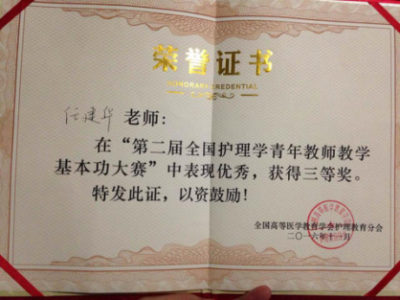 荣誉证书
HONORARY CREDENTIAL
任建华 老师:
在“第二届全国护理学青年教师教学
基本功大赛”中表现优秀,获得三等奖。
特发此证,以资鼓励!
全国高等医学教育学会护理教育分会
二〇一六年十一月